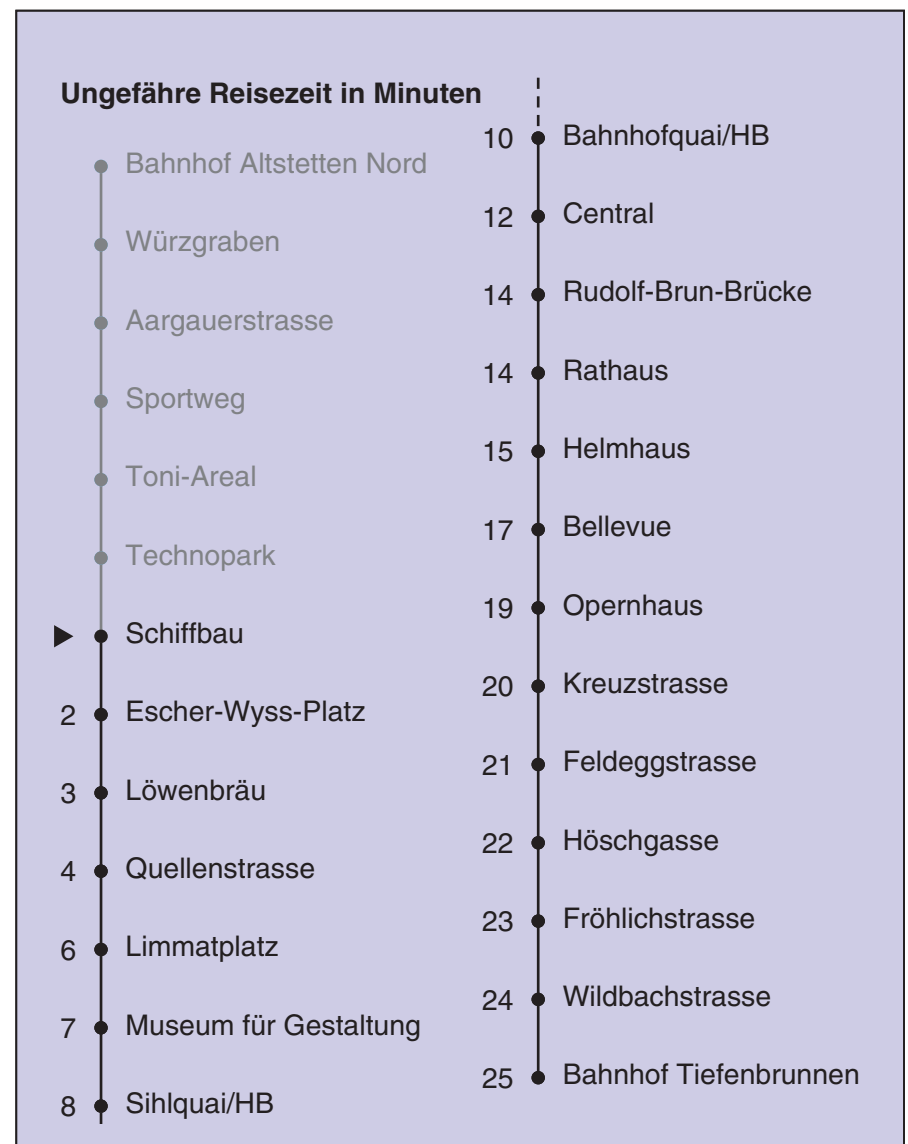 Ungefähre Reisezeit in Minuten
Bahnhof Altstetten Nord
Würzgraben
Aargauerstrasse
Sportweg
Toni-Areal
Technopark
Schiffbau
2 Escher-Wyss-Platz
3 Löwenbräu
4 Quellenstrasse
6 Limmatplatz
7 Museum für Gestaltung
8 Sihlquai/HB
10 Bahnhofquai/HB
12 Central
14 Rudolf-Brun-Brücke
14 Rathaus
15 Helmhaus
17 Bellevue
19 Opernhaus
20 Kreuzstrasse
21 Feldeggstrasse
22 Höschgasse
23 Fröhlichstrasse
24 Wildbachstrasse
25 Bahnhof Tiefenbrunnen